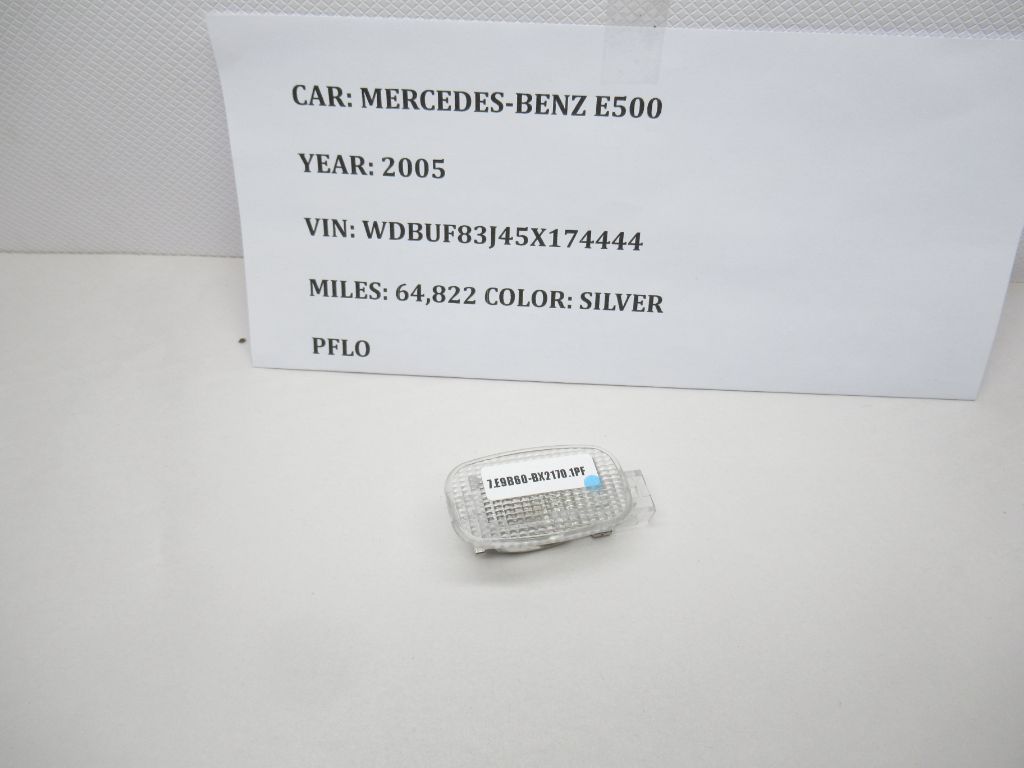 CAR: MERCEDES-BENZ E500
YEAR: 2005
VIN: WDBUF83J45X174444
MILES: 64,822 COLOR: SILVER
PFLO
7.E9B60-BX2170.1PF